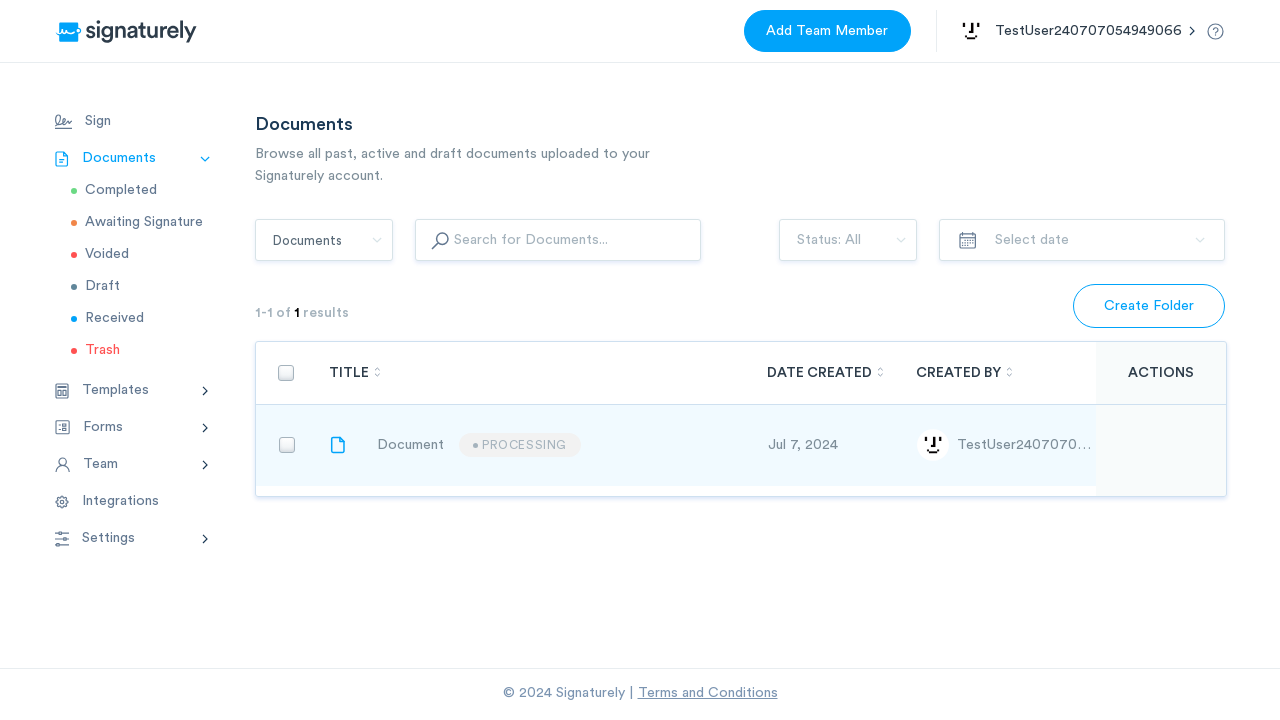 signaturely
Add Team Member
TestUser240707054949066
Sign
Documents
Completed
Awaiting Signature
Voided
Draft
Received
Trash
Templates
Forms
Team
Integrations
Settings
Documents
Browse all past, active and draft documents uploaded to your
Signaturely account.
Documents
Search for Documents...
Status: All
Select date
1-1 of 1 results
Create Folder
TITLE
DATE CREATED
CREATED BY
ACTIONS
Document
PROCESSING
Jul 7, 2024
TestUser2407070...
© 2024 Signaturely | Terms and Conditions